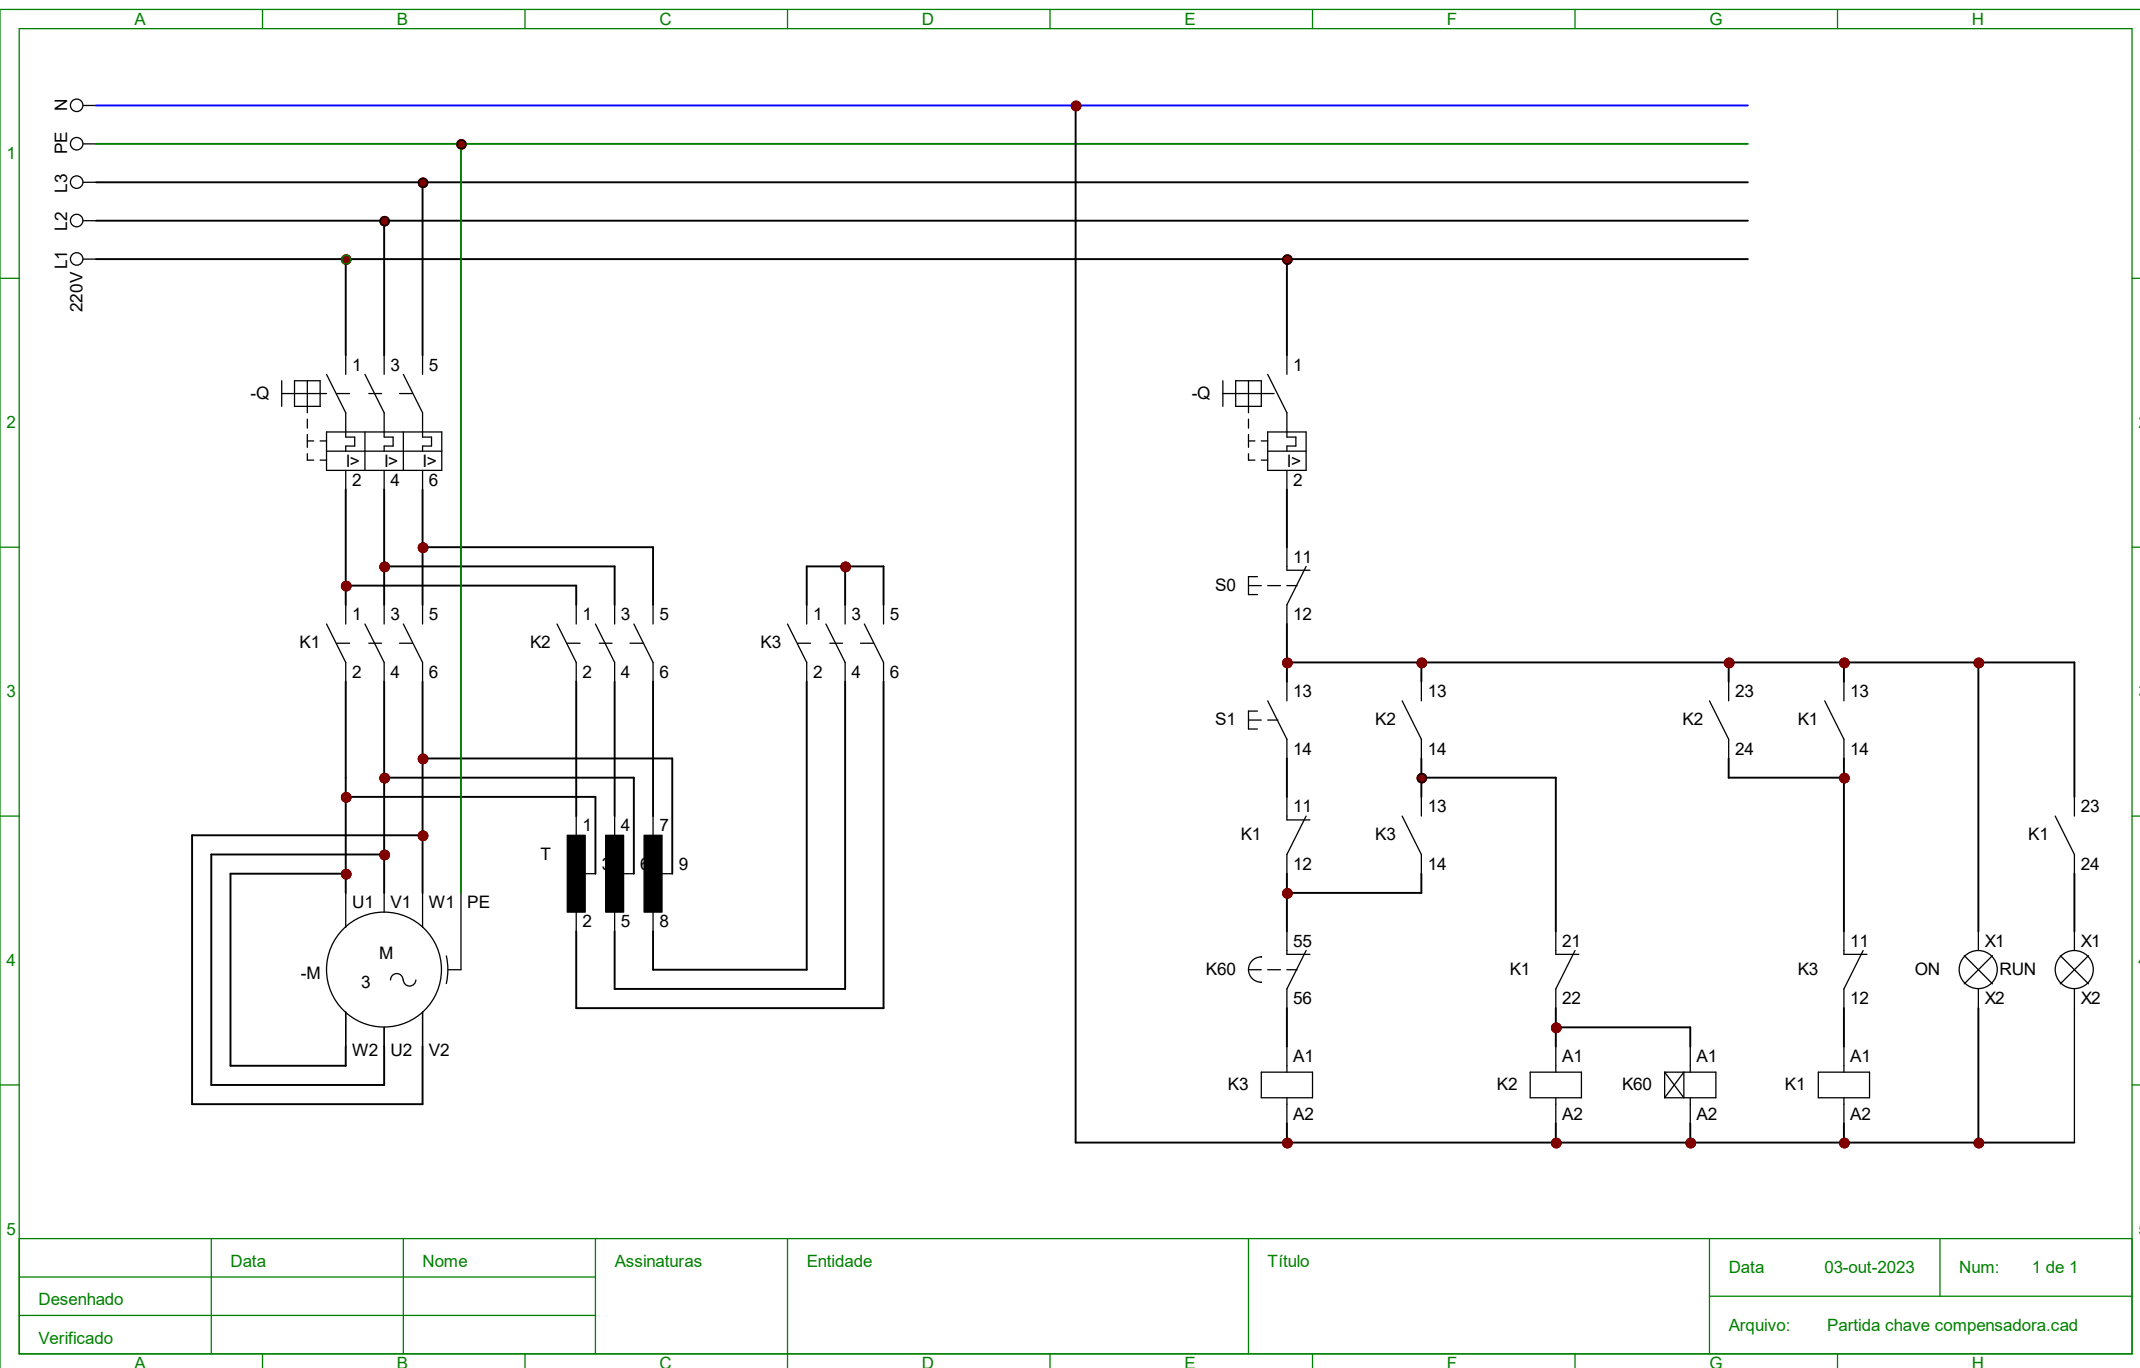 A B C D E F G H
N
PE
L3
L2
L1
220V
1
2
3
4
5
-Q 1 3 5
I> I> I>
2 4 6
K1 1 3 5
2 4 6
K2 1 3 5
2 4 6
K3 1 3 5
2 4 6
T 1 4 7
9
2 5 8
U1 V1 W1 PE
-M
M
3
W2 U2 V2
-Q 1
I>
2
S0 11
12
S1 13
14
K1 11
12
K60 55
56
K3 A1
A2
K2 13
14
K3 13
14
K1 21
22
K2 A1
A2
K60 A1
A2
K2 23
24
K1 13
14
K3 11
12
K1 A1
A2
ON X1
X2
K1 23
24
RUN X1
X2
Data Nome Assinaturas Entidade Título
Desenhado
Verificado
Data 03-out-2023 Num: 1 de 1
Arquivo: Partida chave compensadora.cad
A B C D E F G H